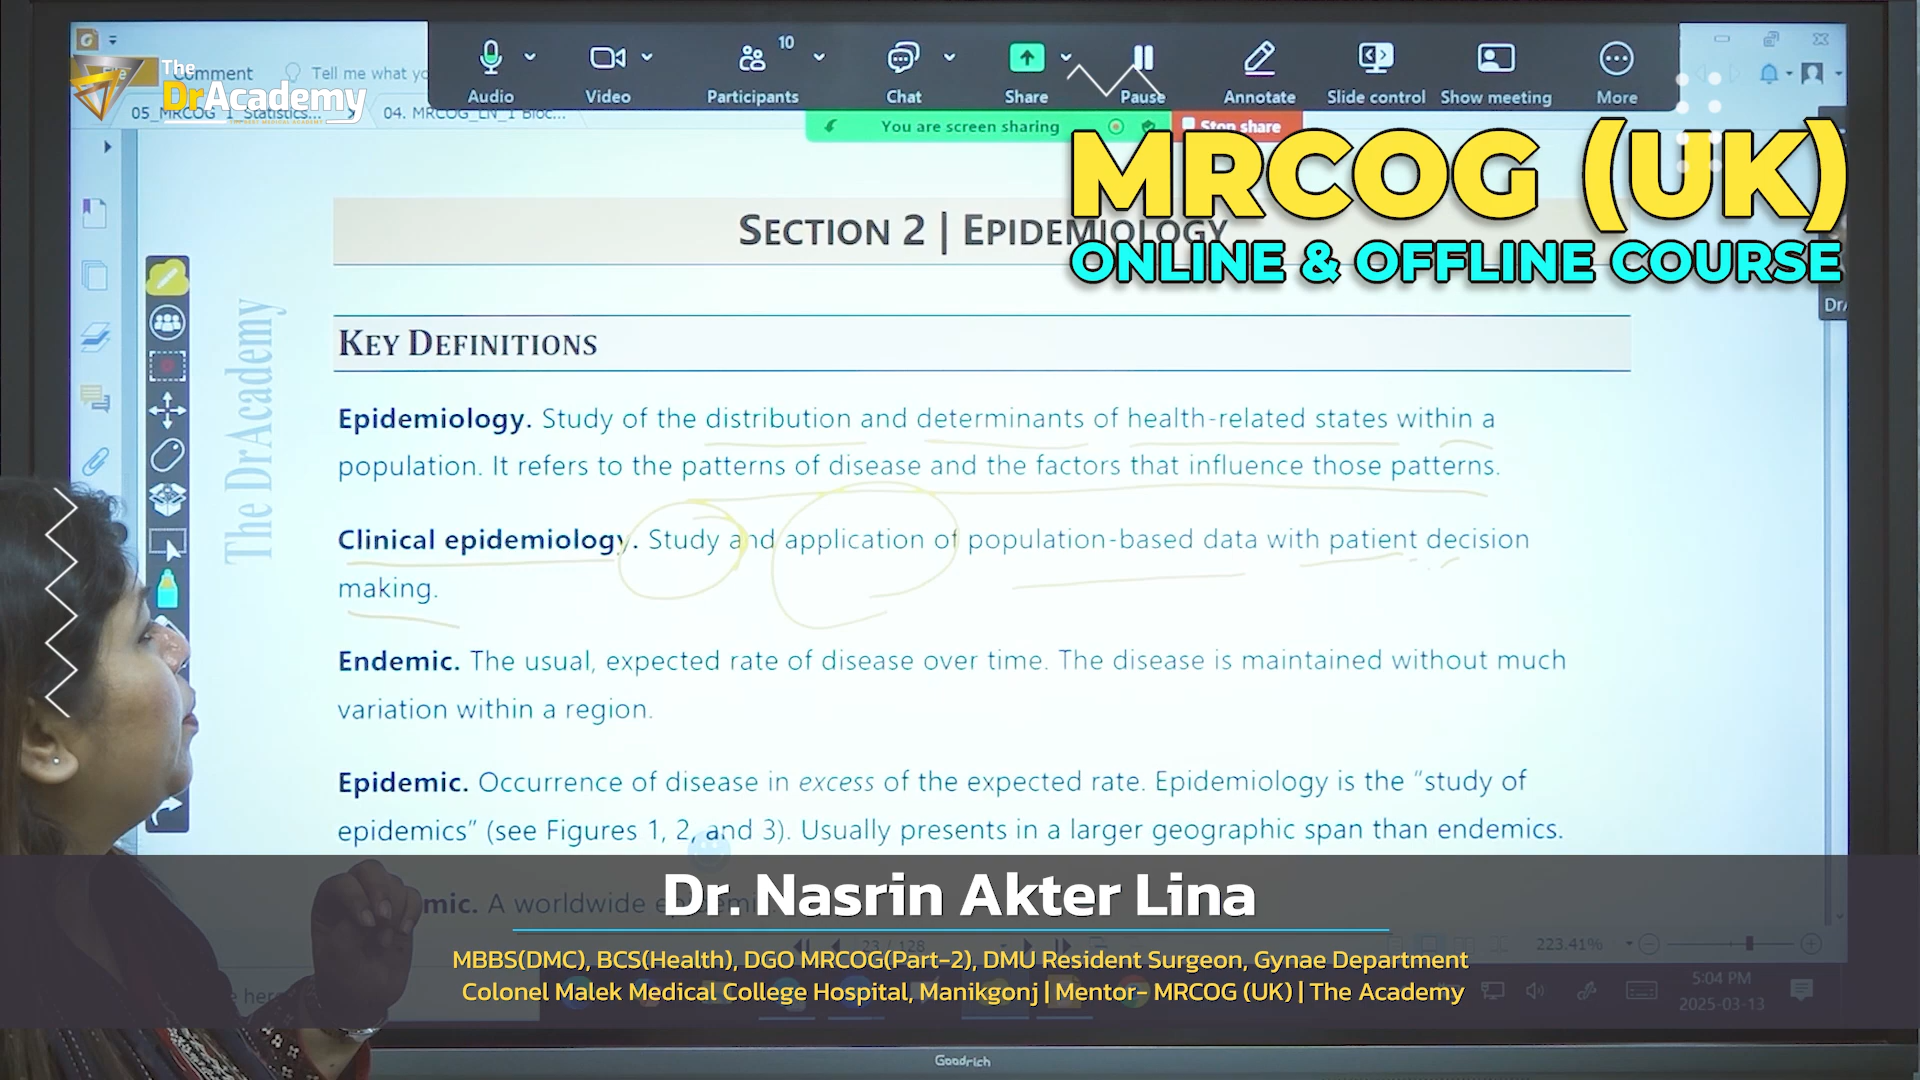 File Comment Tell me what yo
The
DrAcademy
05_MRCOG_1_Statistics...
04. MRCOG_LN_1 Bloc...
10
Audio
Video
Participants
Chat
Share
Pause
Annotate
Slide control
Show meeting
More
You are screen sharing
Stop share
MRCOG (UK)
ONLINE & OFFLINE COURSE
SECTION 2 | EPIDEMIOLOGY
DrA
The DrAcademy
KEY DEFINITIONS
Epidemiology. Study of the distribution and determinants of health-related states within a
population. It refers to the patterns of disease and the factors that influence those patterns.
Clinical epidemiology. Study and application of population-based data with patient decision
making.
Endemic. The usual, expected rate of disease over time. The disease is maintained without much
variation within a region.
Epidemic. Occurrence of disease in excess of the expected rate. Epidemiology is the “study of
epidemics” (see Figures 1, 2, and 3). Usually presents in a larger geographic span than endemics.
mic. A worldwide epidemic.
Dr. Nasrin Akter Lina
23 / 128
223.41%
MBBS(DMC), BCS(Health), DGO MRCOG(Part-2), DMU Resident Surgeon, Gynae Department
Colonel Malek Medical College Hospital, Manikgonj | Mentor- MRCOG (UK) | The Academy
e here
5:04 PM
2025-03-13
Goodrich